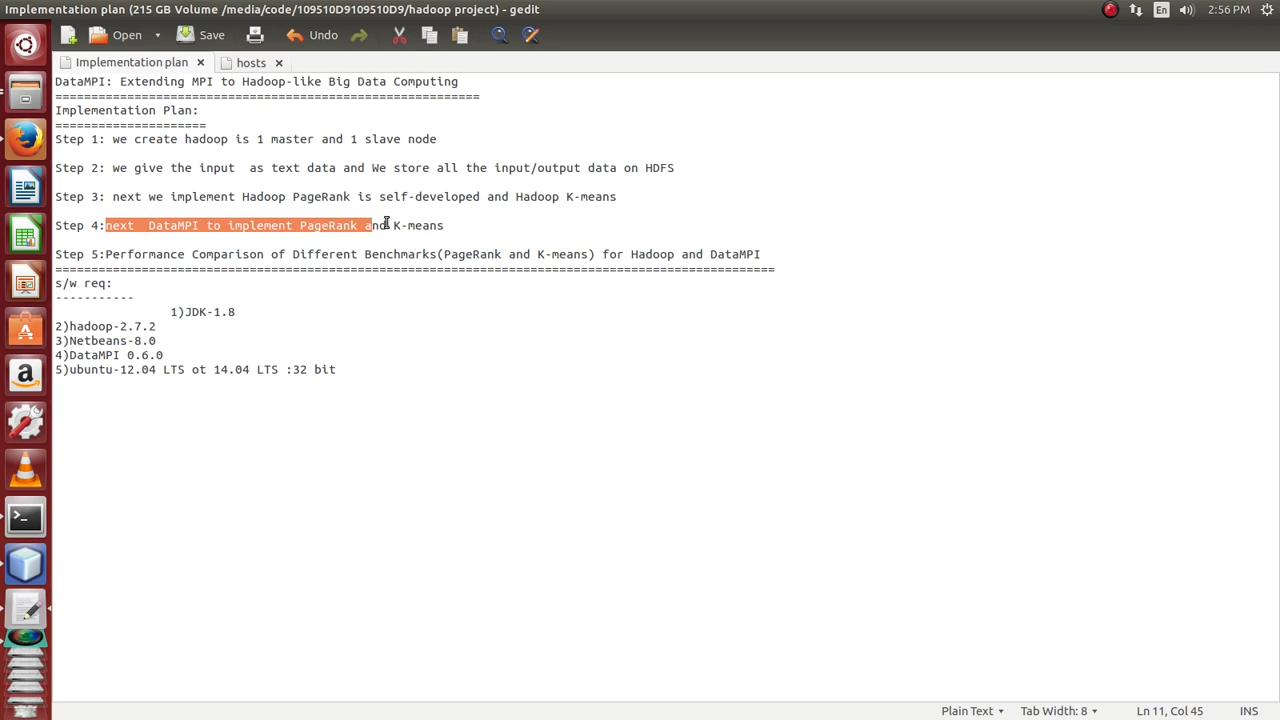 Implementation plan (215 GB Volume /media/code/109510D9109510D9/hadoop project) - gedit
En
2:56 PM
Open
Save
Undo
Implementation plan ×
hosts ×
DataMPI: Extending MPI to Hadoop-like Big Data Computing
===========================================================
Implementation Plan:
=====================
Step 1: we create hadoop is 1 master and 1 slave node
Step 2: we give the input  as text data and We store all the input/output data on HDFS
Step 3: next we implement Hadoop PageRank is self-developed and Hadoop K-means
Step 4:next  DataMPI to implement PageRank and K-means
Step 5:Performance Comparison of Different Benchmarks(PageRank and K-means) for Hadoop and DataMPI
====================================================================================================
s/w req:
-----------
1)JDK-1.8
2)hadoop-2.7.2
3)Netbeans-8.0
4)DataMPI 0.6.0
5)ubuntu-12.04 LTS ot 14.04 LTS :32 bit
Plain Text
Tab Width: 8
Ln 11, Col 45
INS